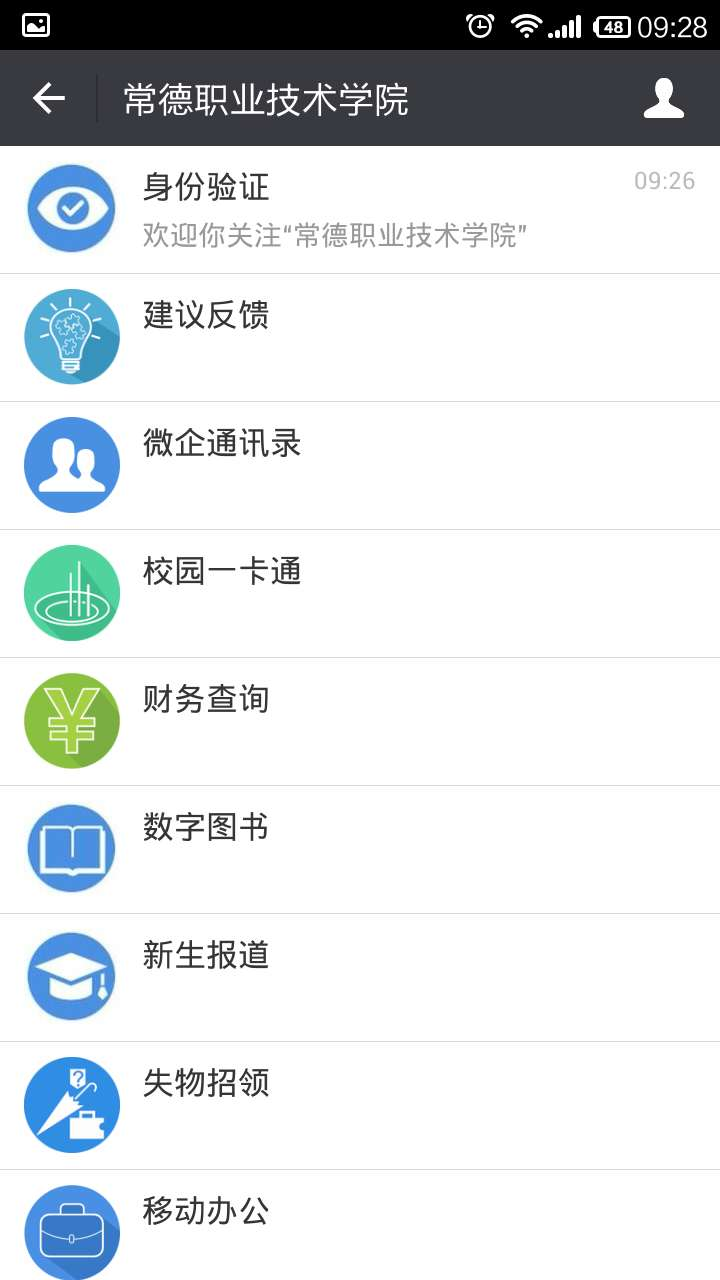 48 09:28
常德职业技术学院
身份验证 09:26
欢迎你关注“常德职业技术学院”
建议反馈
微企通讯录
校园一卡通
¥ 财务查询
数字图书
新生报道
? 失物招领
移动办公